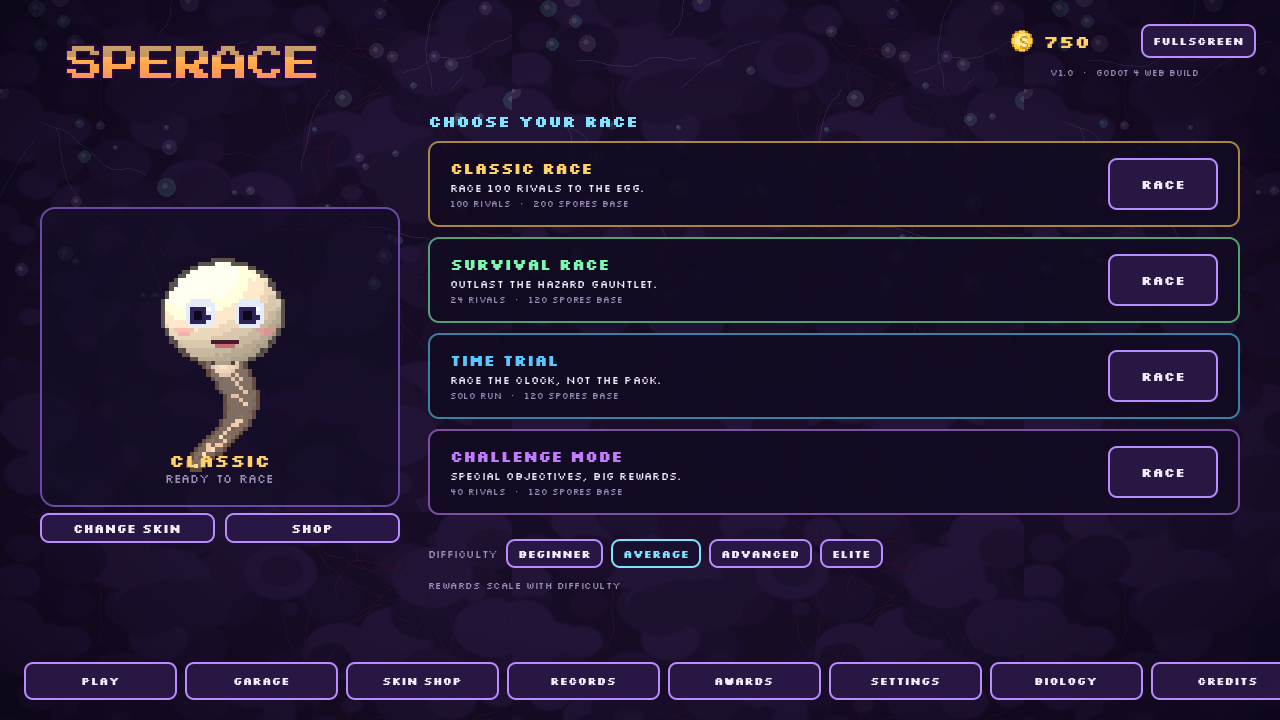 SPERACE
750
FULLSCREEN
V1.0 · GODOT 4 WEB BUILD
CHOOSE YOUR RACE
CLASSIC RACE
RACE 100 RIVALS TO THE EGG.
100 RIVALS · 200 SPORES BASE
RACE
SURVIVAL RACE
OUTLAST THE HAZARD GAUNTLET.
24 RIVALS · 120 SPORES BASE
RACE
TIME TRIAL
RACE THE CLOCK, NOT THE PACK.
SOLO RUN · 120 SPORES BASE
RACE
CHALLENGE MODE
SPECIAL OBJECTIVES, BIG REWARDS.
40 RIVALS · 120 SPORES BASE
RACE
CLASSIC
READY TO RACE
CHANGE SKIN
SHOP
DIFFICULTY BEGINNER AVERAGE ADVANCED ELITE
REWARDS SCALE WITH DIFFICULTY
PLAY GARAGE SKIN SHOP RECORDS AWARDS SETTINGS BIOLOGY CREDITS